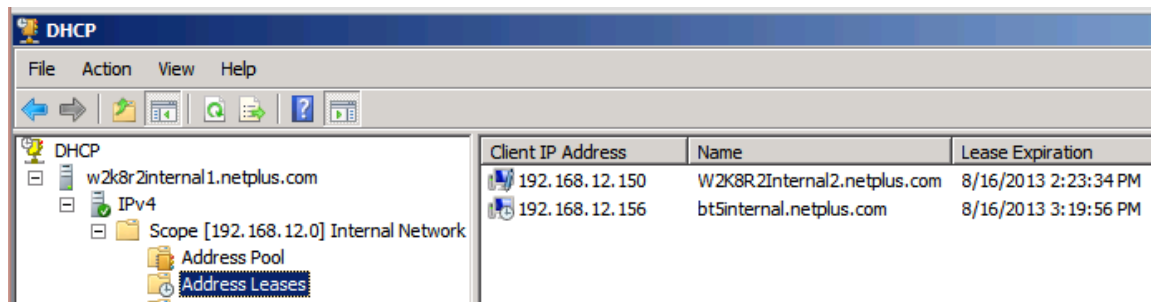 DHCP
File Action View Help
DHCP
w2k8r2internal1.netplus.com
IPv4
Scope [192.168.12.0] Internal Network
Address Pool
Address Leases
Client IP Address Name Lease Expiration
192.168.12.150 W2K8R2Internal2.netplus.com 8/16/2013 2:23:34 PM
192.168.12.156 bt5internal.netplus.com 8/16/2013 3:19:56 PM